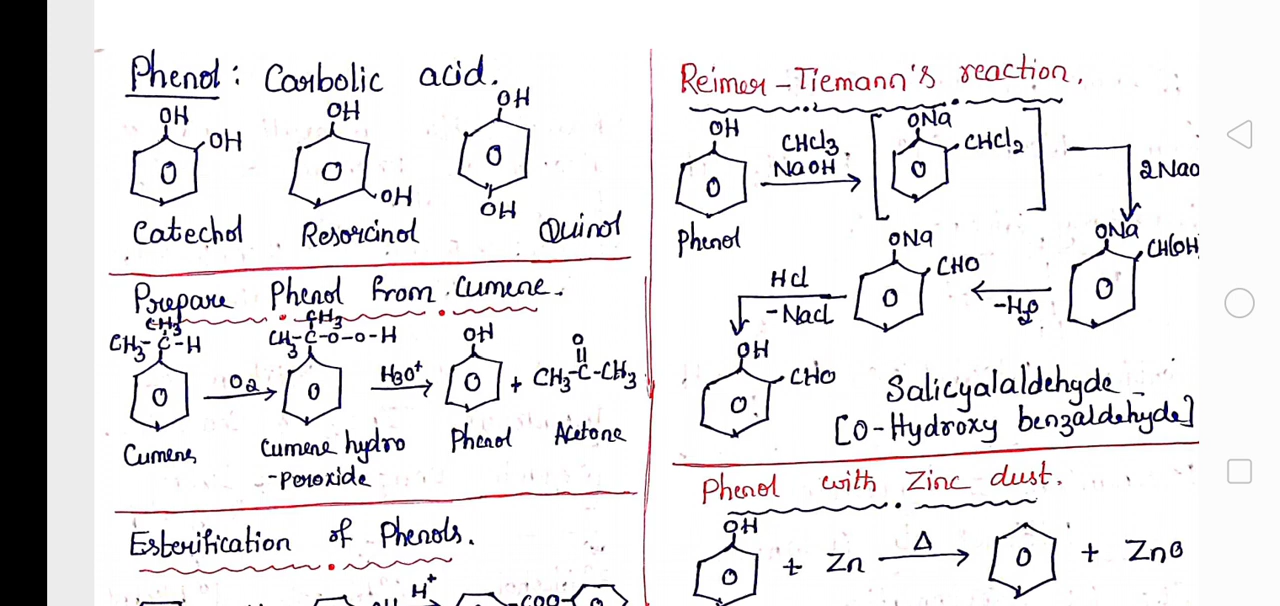 Phenol : Carbolic acid.
OH OH OH
OH
OH
OH
Catechol Resorcinol Quinol
Prepare Phenol from Cumene.
CH3 CH3
CH3-C-H CH3-C-O-O-H OH O
O2 H3O+ + CH3-C-CH3
Cumene Cumene hydro Phenol Acetone
-peroxide
Esterification of Phenols.
H+
-COO-
Reimer-Tiemann's reaction.
OH CHCl3 ONa
NaOH CHCl2
2Nao
Phenol ONa ONa
CHO CH(OH
HCl
-NaCl -H2O
OH
CHO
Salicyalaldehyde
[O-Hydroxy benzaldehyde]
Phenol with Zinc dust.
OH
+ Zn Δ + ZnO